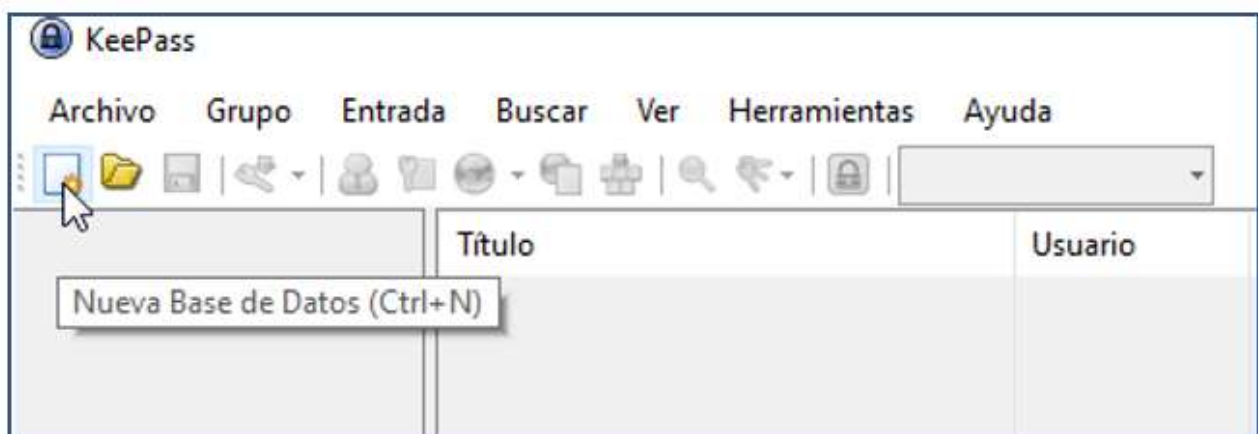 KeePass
Archivo Grupo Entrada Buscar Ver Herramientas Ayuda
Título Usuario
Nueva Base de Datos (Ctrl+N)